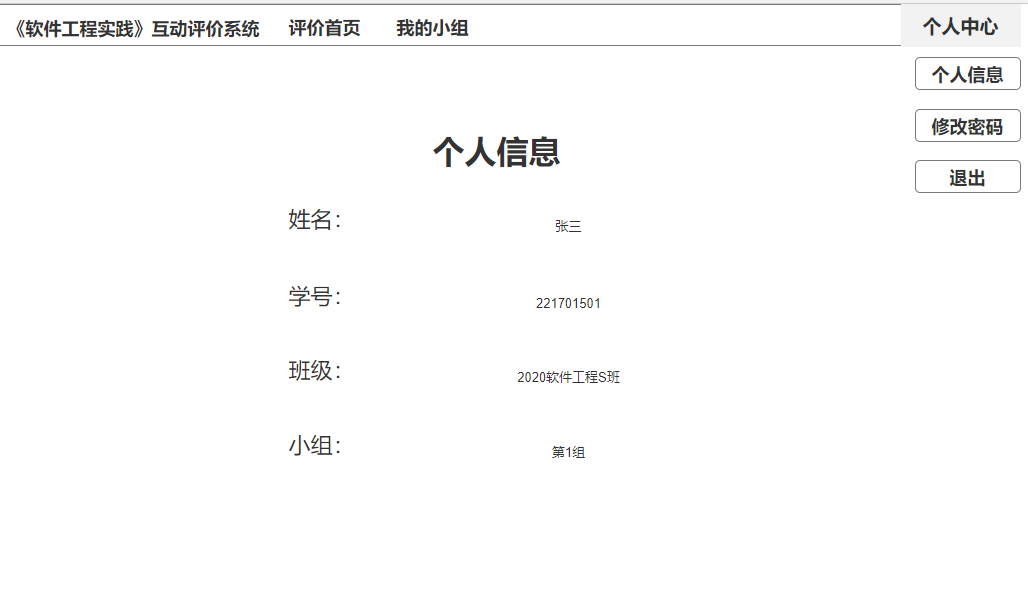 《软件工程实践》互动评价系统 评价首页 我的小组 个人中心
个人信息
修改密码
退出
个人信息
姓名： 张三
学号： 221701501
班级： 2020软件工程S班
小组： 第1组